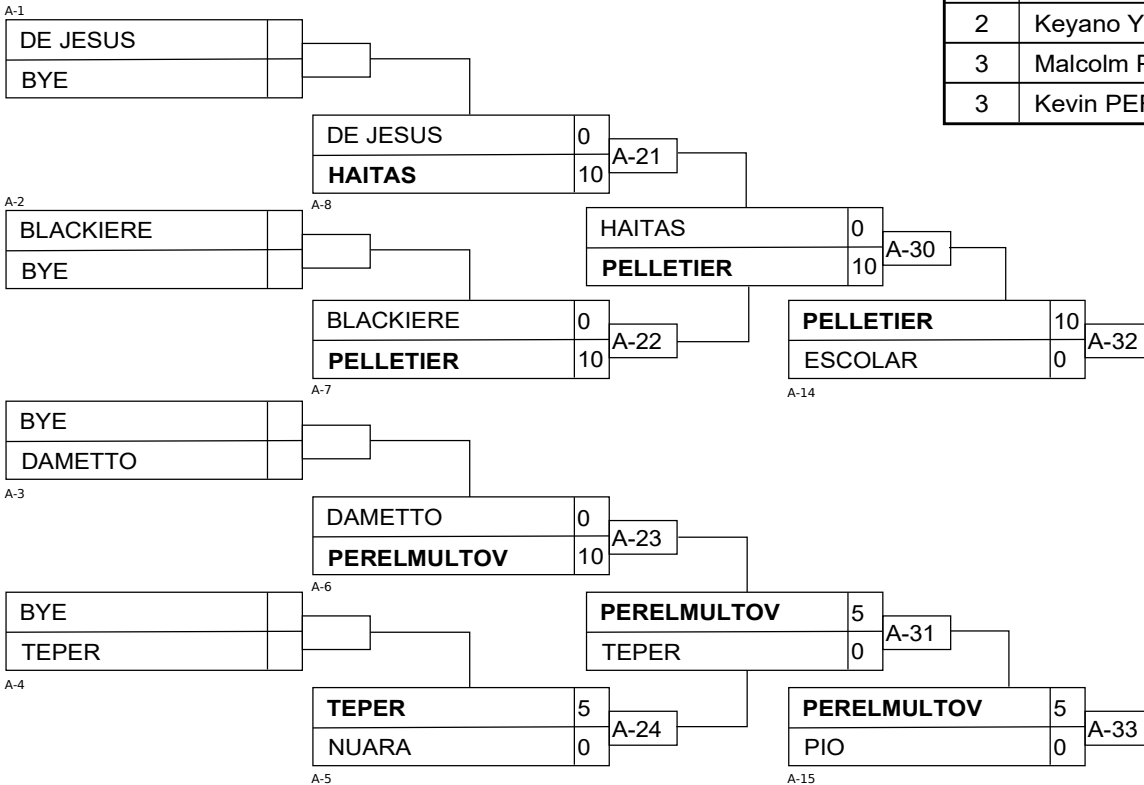 A-1
DE JESUS
BYE
2 Keyano Y
3 Malcolm
3 Kevin
DE JESUS 0
HAITAS 10
A-21
A-8
A-2
BLACKIERE
BYE
HAITAS 0
PELLETIER 10
A-30
BLACKIERE 0
PELLETIER 10
A-22
A-7
PELLETIER 10
ESCOLAR 0
A-32
A-14
BYE
DAMETTO
A-3
DAMETTO 0
PERELMULTOV 10
A-23
A-6
BYE
TEPER
A-4
PERELMULTOV 5
TEPER 0
A-31
TEPER 5
NUARA 0
A-24
A-5
PERELMULTOV 5
PIO 0
A-33
A-15